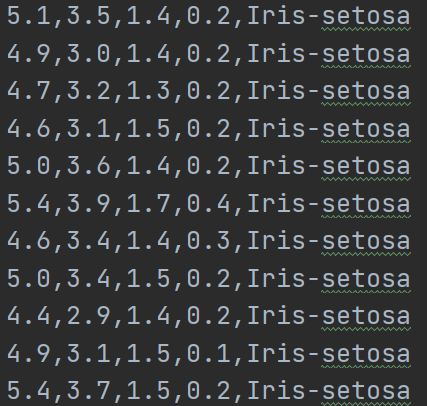 5.1,3.5,1.4,0.2,Iris-setosa
4.9,3.0,1.4,0.2,Iris-setosa
4.7,3.2,1.3,0.2,Iris-setosa
4.6,3.1,1.5,0.2,Iris-setosa
5.0,3.6,1.4,0.2,Iris-setosa
5.4,3.9,1.7,0.4,Iris-setosa
4.6,3.4,1.4,0.3,Iris-setosa
5.0,3.4,1.5,0.2,Iris-setosa
4.4,2.9,1.4,0.2,Iris-setosa
4.9,3.1,1.5,0.1,Iris-setosa
5.4,3.7,1.5,0.2,Iris-setosa